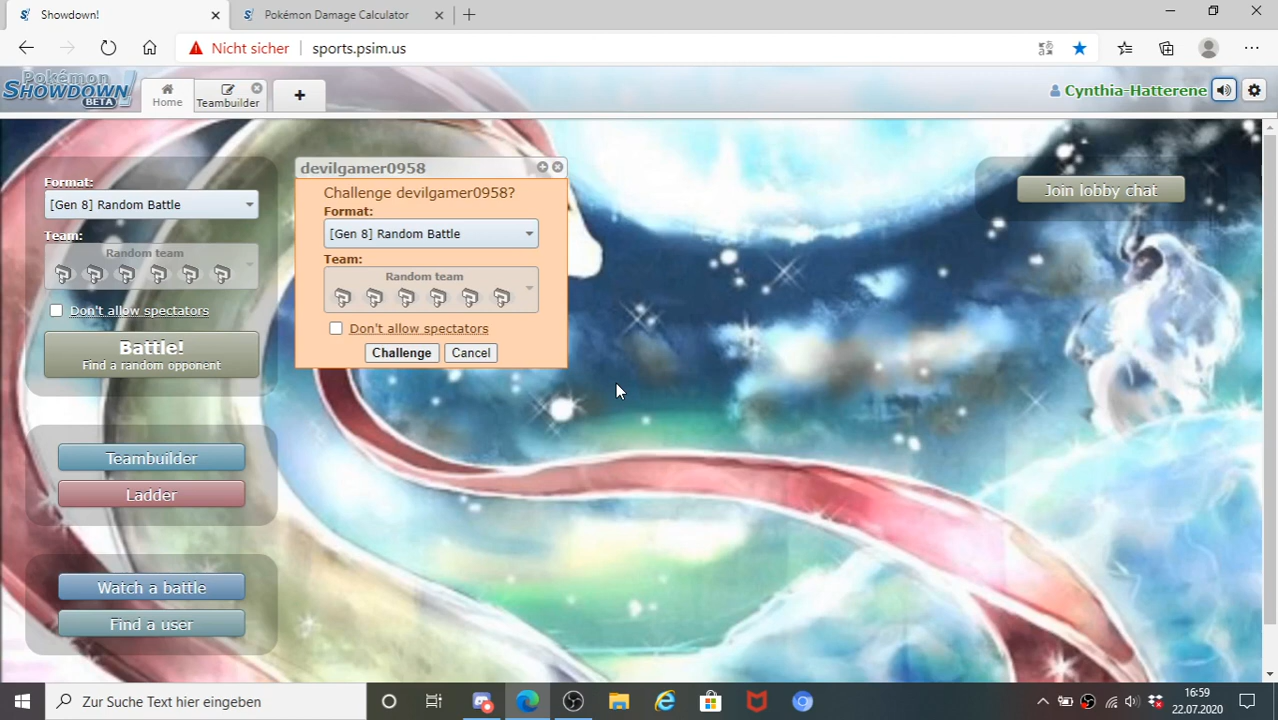 Showdown!
Pokémon Damage Calculator
Nicht sicher
sports.psim.us
Pokémon
SHOWDOWN!
BETA
Home
Teambuilder
Cynthia-Hatterene
Format:
[Gen 8] Random Battle
Team:
Random team
Don't allow spectators
Battle!
Find a random opponent
Teambuilder
Ladder
Watch a battle
Find a user
devilgamer0958
Challenge devilgamer0958?
Format:
[Gen 8] Random Battle
Team:
Random team
Don't allow spectators
Challenge
Cancel
Join lobby chat
Zur Suche Text hier eingeben
16:59
22.07.2020